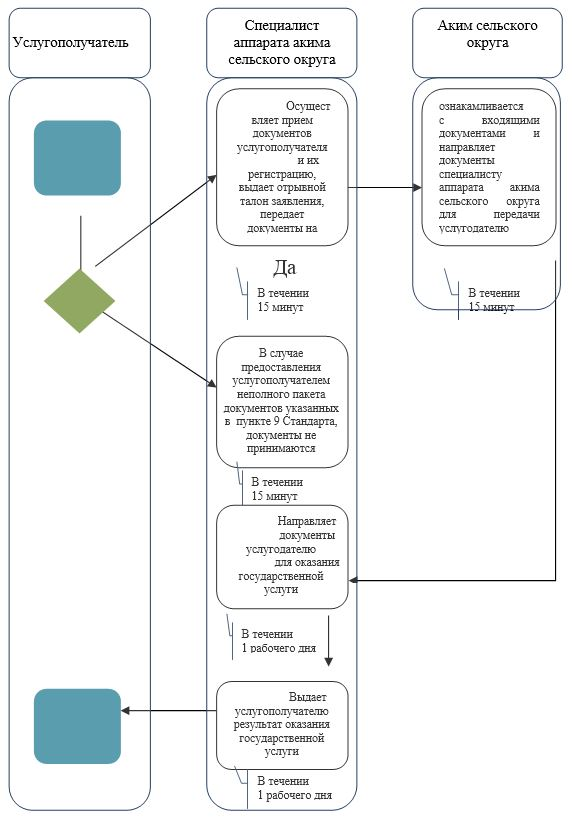 Услугополучатель
Специалист
аппарата акима
сельского округа
Аким сельского
округа
Осущест
вляет прием
документов
услугополучателя
и их
регистрацию,
выдает отрывной
талон заявления,
передает
документы на
Да
В течении
15 минут
ознакамливается
с входящими
документами и
направляет
документы
специалисту
аппарата акима
сельского округа
для передачи
услугодателю
В течении
15 минут
В случае
предоставления
услугополучателем
неполного пакета
документов указанных
в пункте 9 Стандарта,
документы не
принимаются
В течении
15 минут
Направляет
документы
услугодателю
для оказания
государственной
услуги
В течении
1 рабочего дня
Выдает
услугополучателю
результат оказания
государственной
услуги
В течении
1 рабочего дня